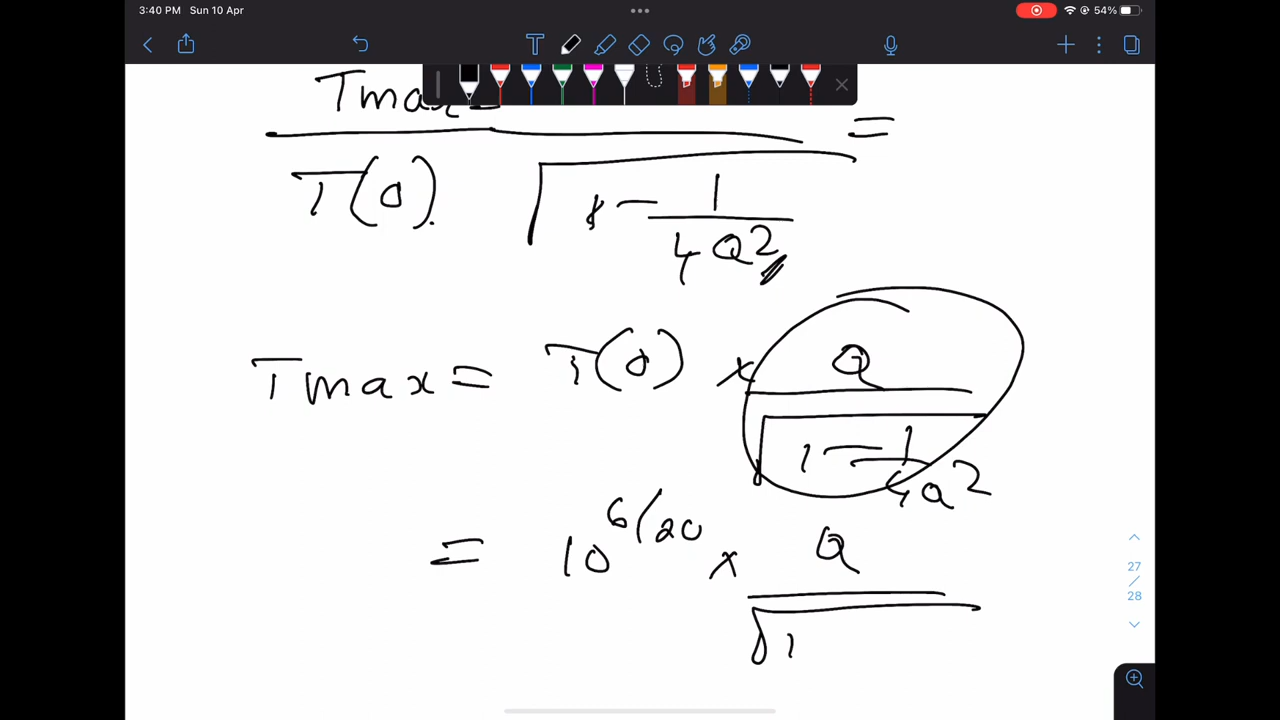 3:40 PM Sun 10 Apr
54%
Tmax =
T(0) √1 - 1/4Q² =
Tmax = T(0) x Q/√1 - 1/4Q²
= 10^6/20 x Q/√1
27
/
28